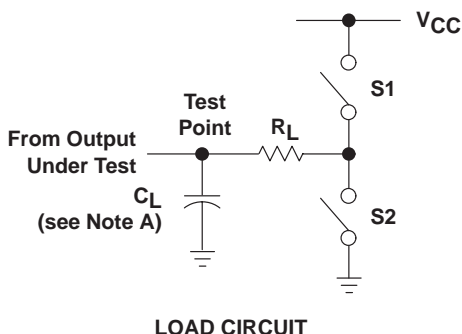 VCC
S1
Test
Point
RL
From Output
Under Test
CL
(see Note A)
S2
LOAD CIRCUIT